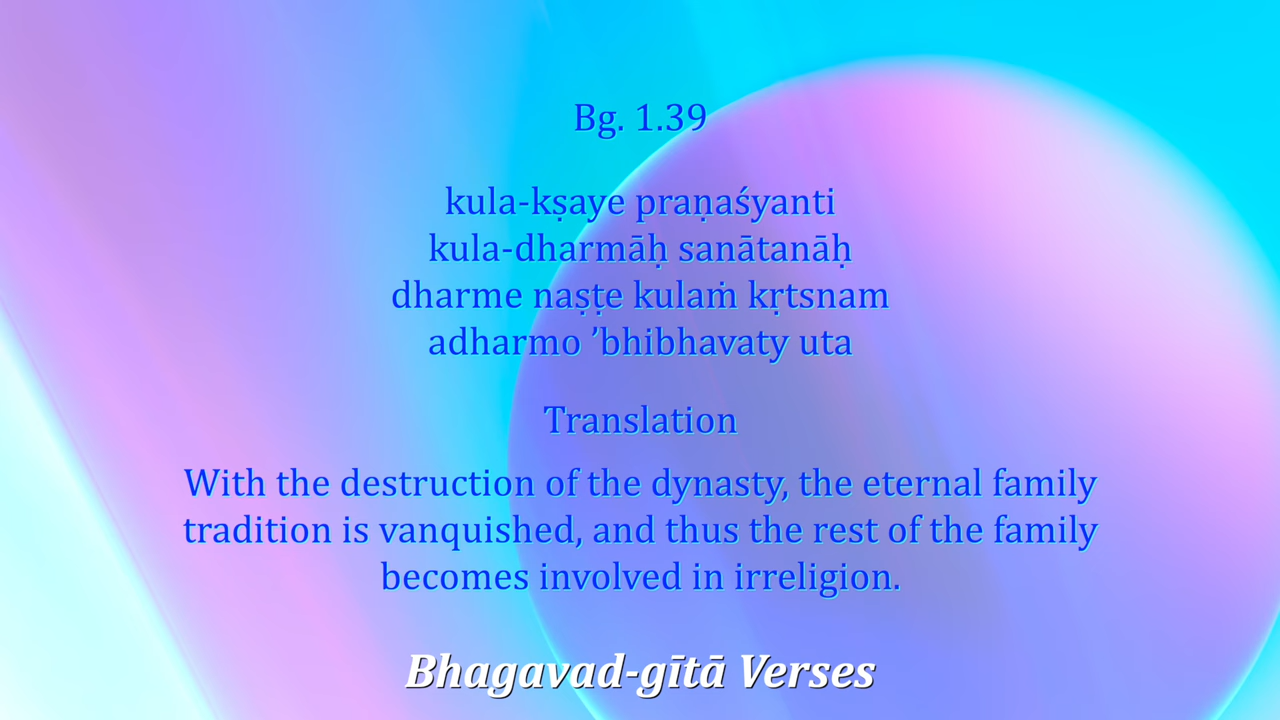 Bg. 1.39
kula-kṣaye praṇaśyanti
kula-dharmāḥ sanātanāḥ
dharme naṣṭe kulaṁ kṛtsnam
adharmo ’bhibhavaty uta
Translation
With the destruction of the dynasty, the eternal family
tradition is vanquished, and thus the rest of the family
becomes involved in irreligion.
Bhagavad-gītā Verses